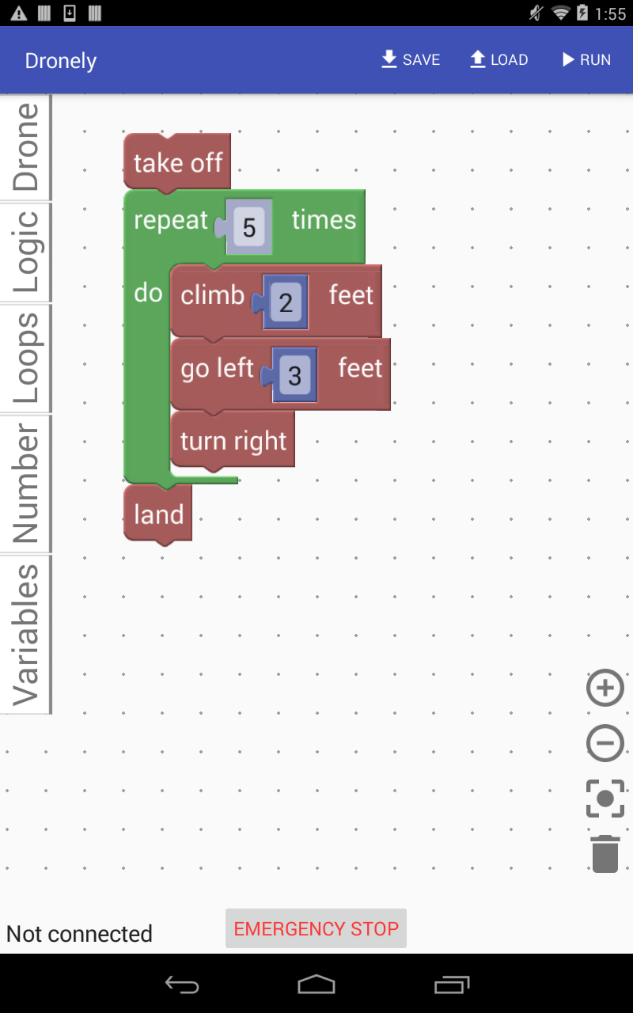 1:55
Dronely
SAVE
LOAD
RUN
Drone
Logic
Loops
Number
Variables
take off
repeat 5 times
do
climb 2 feet
go left 3 feet
turn right
land
Not connected
EMERGENCY STOP